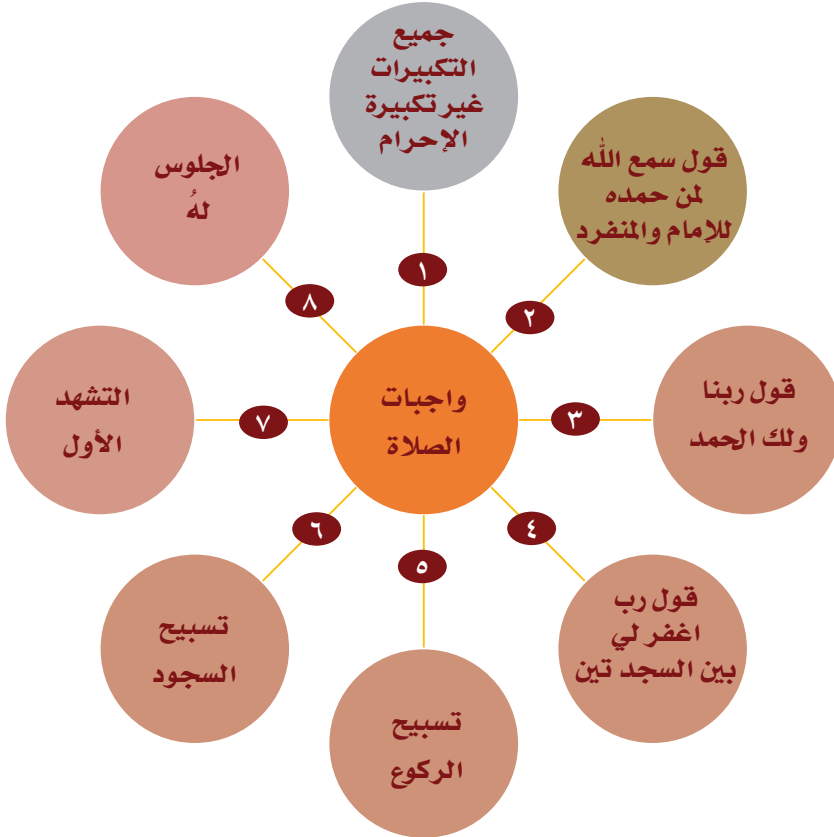 واجبات
الصلاة
١
جميع
التكبيرات
غير تكبيرة
الإحرام
٢
قول سمع الله
لمن حمده
للإمام والمنفرد
٣
قول ربنا
ولك الحمد
٤
قول رب
اغفر لي
بين السجد تين
٥
تسبيح
الركوع
٦
تسبيح
السجود
٧
التشهد
الأول
٨
الجلوس
لهُ